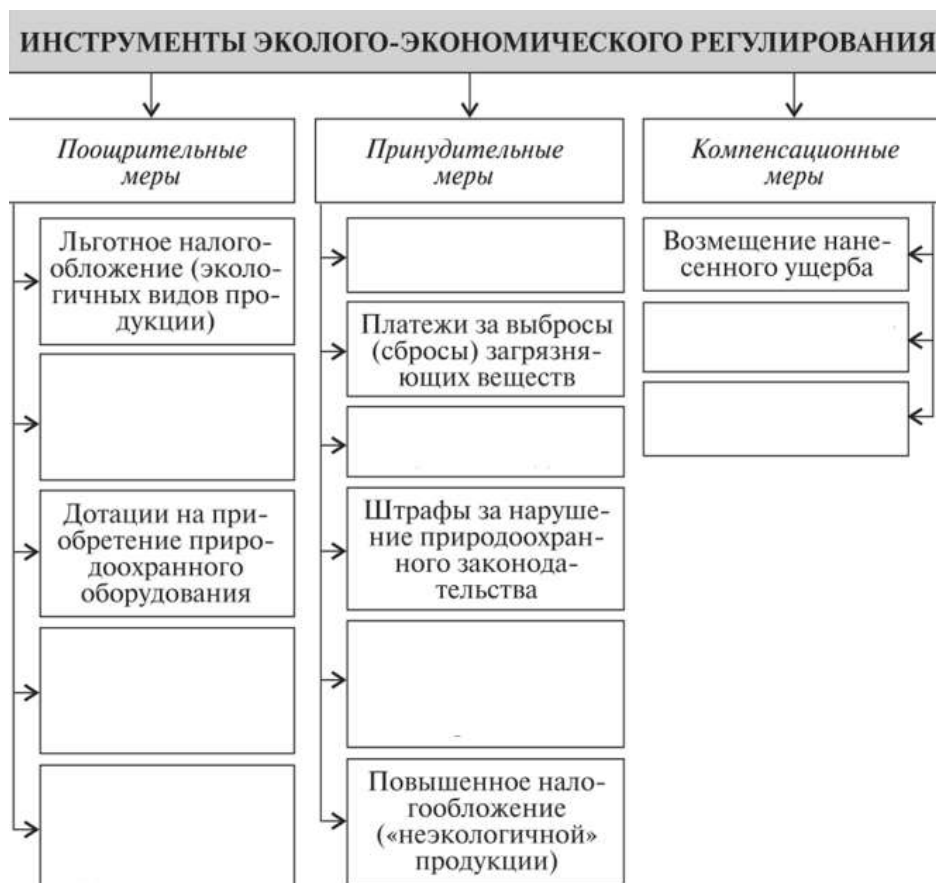 ИНСТРУМЕНТЫ ЭКОЛОГО-ЭКОНОМИЧЕСКОГО РЕГУЛИРОВАНИЯ
Поощрительные
меры
Льготное налого-
обложение (эколо-
гичных видов про-
дукции)
Дотации на при-
обретение приро-
доохранного
оборудования
Принудительные
меры
Платежи за выбросы
(сбросы) загрязня-
ющих веществ
Штрафы за наруше-
ние природоохран-
ного законода-
тельства
Повышенное нало-
гообложение
(«неэкологичной»
продукции)
Компенсационные
меры
Возмещение нане-
сенного ущерба